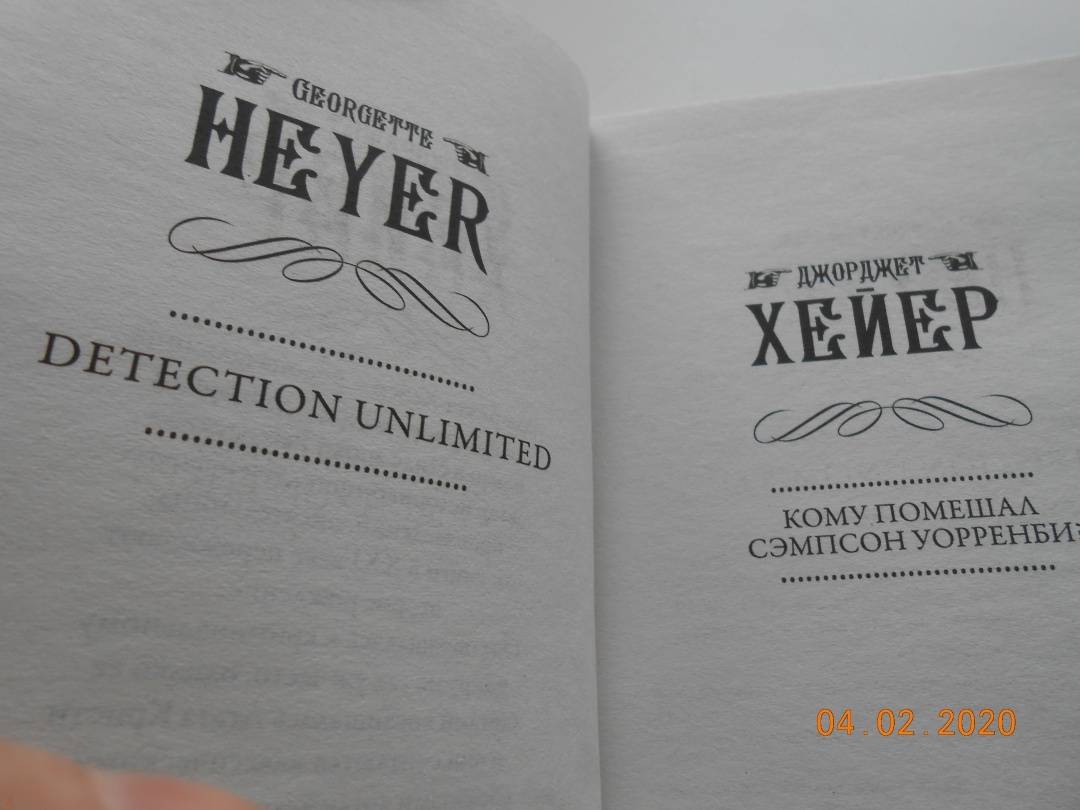 GEORGETTE
HEYER
DETECTION UNLIMITED
ДЖОРДЖЕТ
ХЕЙЕР
КОМУ ПОМЕШАЛ
СЭМПСОН УОРРЕНБИ?
04.02.2020